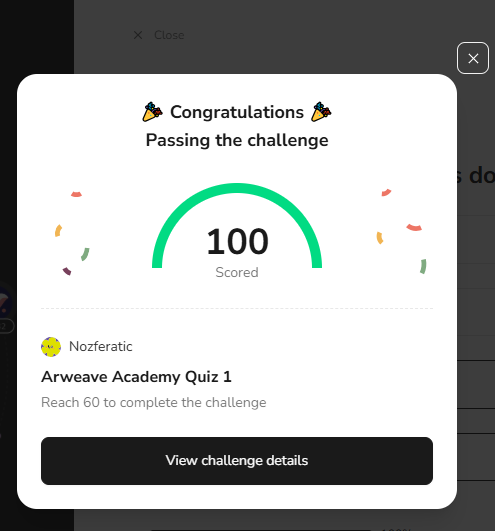 Close
Congratulations
Passing the challenge
100
Scored
Nozferatic
Arweave Academy Quiz 1
Reach 60 to complete the challenge
View challenge details